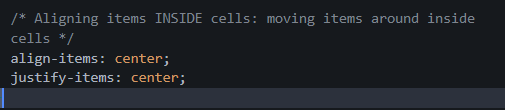 /* Aligning items INSIDE cells: moving items around inside
cells */
align-items: center;
justify-items: center;